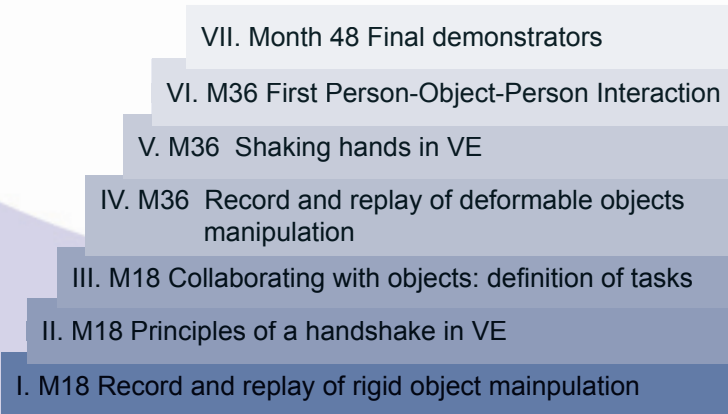 VII. Month 48 Final demonstrators
VI. M36 First Person-Object-Person Interaction
V. M36 Shaking hands in VE
IV. M36 Record and replay of deformable objects
manipulation
III. M18 Collaborating with objects: definition of tasks
II. M18 Principles of a handshake in VE
I. M18 Record and replay of rigid object mainpulation